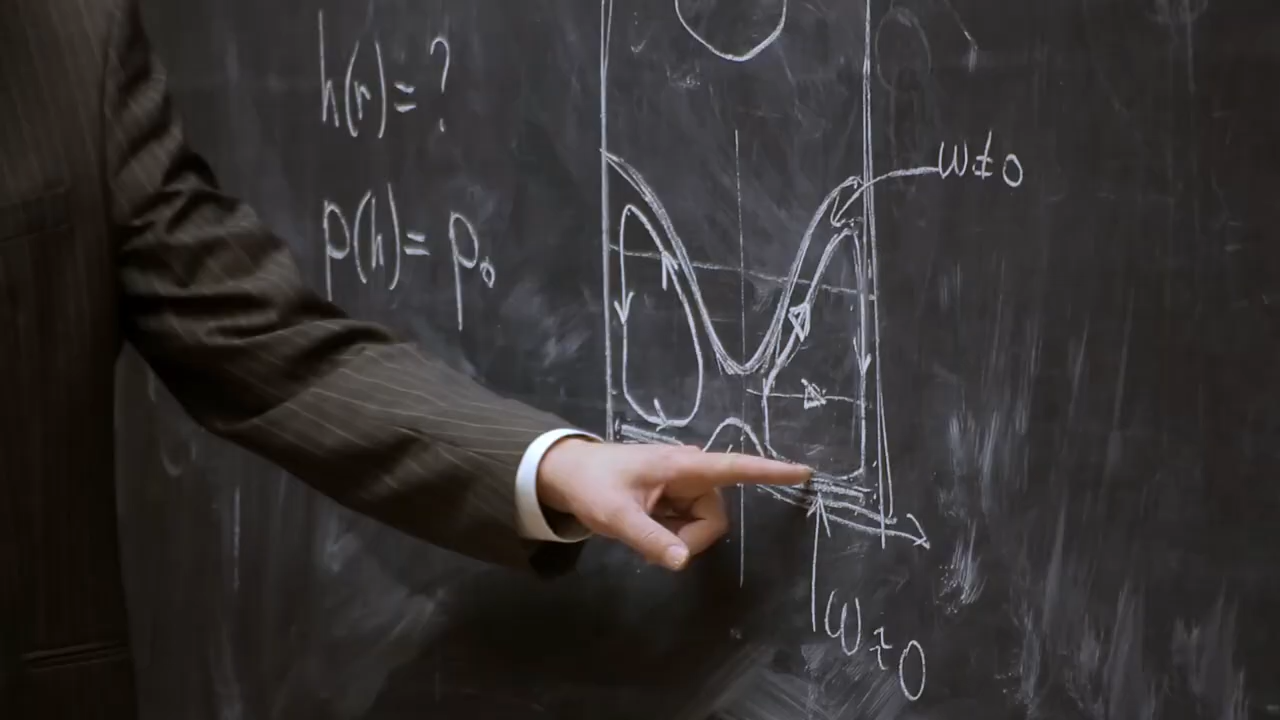 h(r) = ?
p(h) = p₀
ω ≠ 0
ω ≠ 0